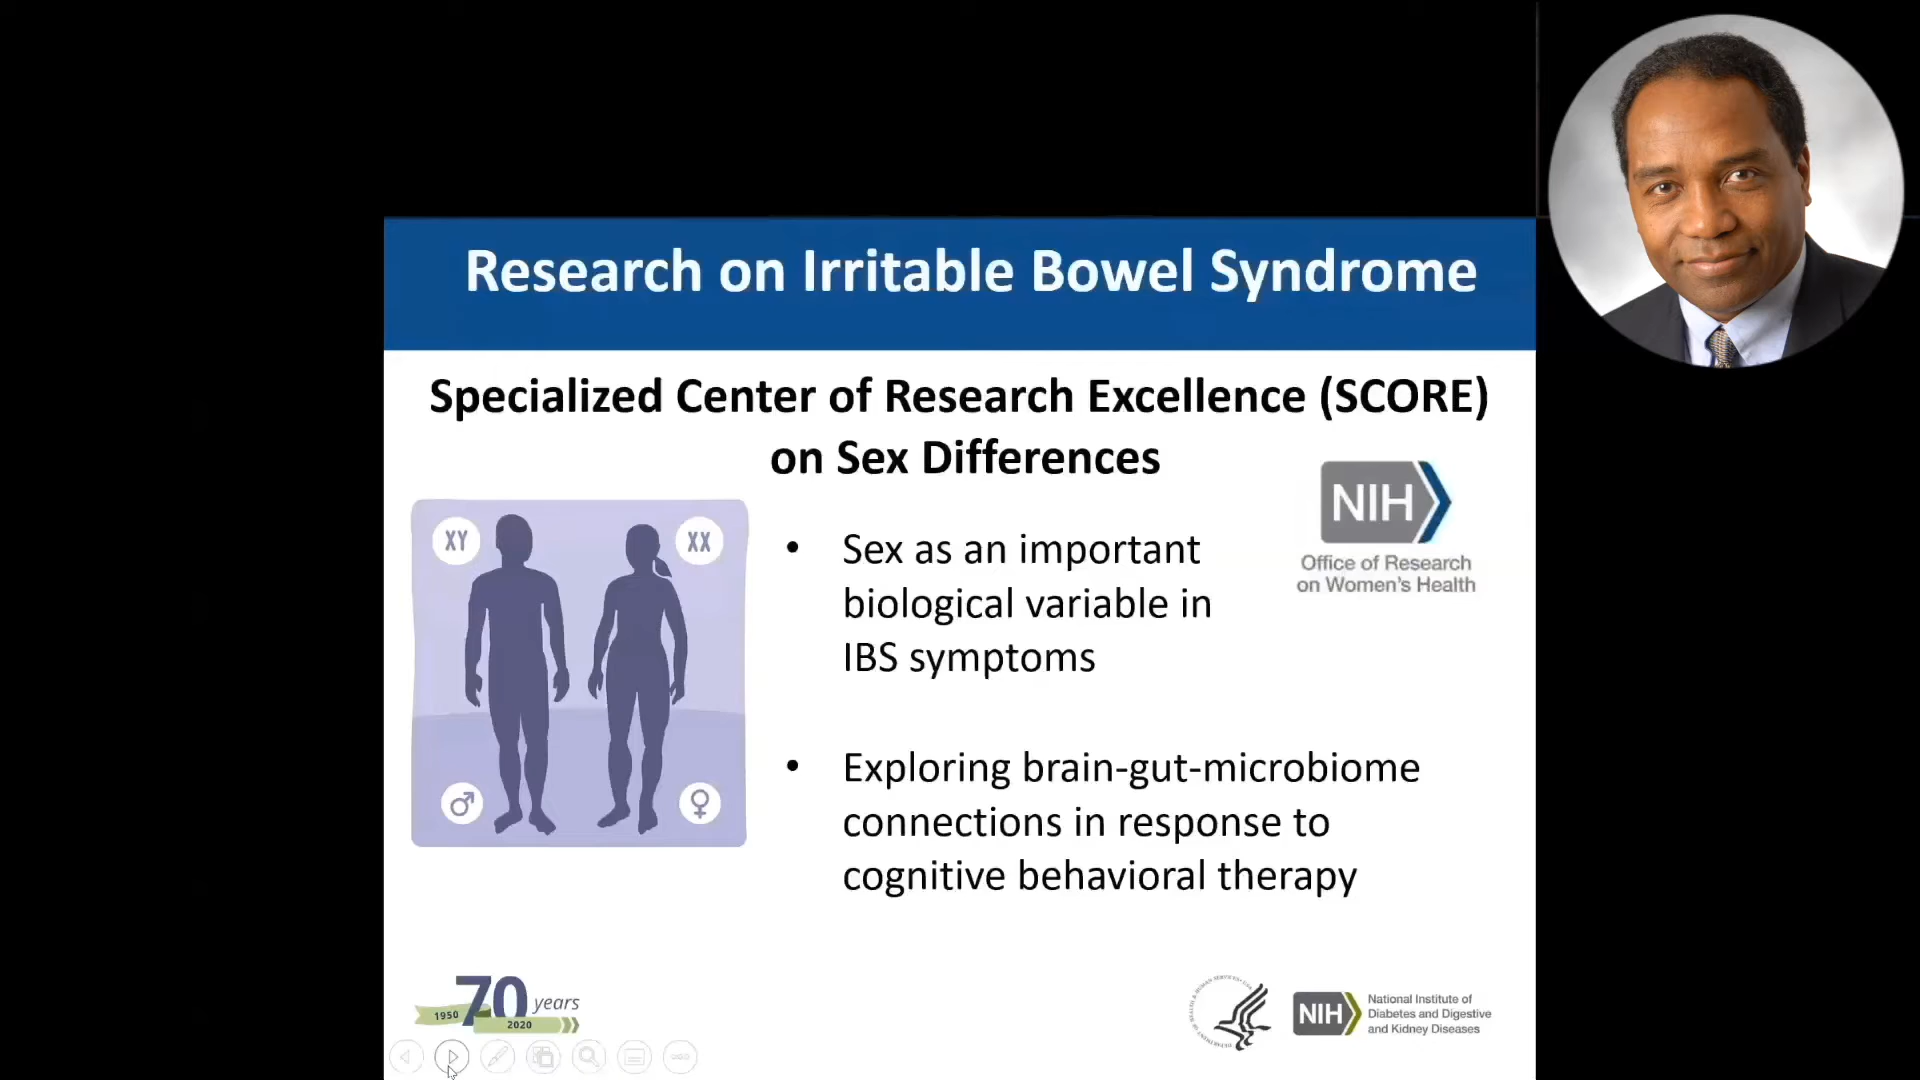 Research on Irritable Bowel Syndrome
Specialized Center of Research Excellence (SCORE)
on Sex Differences
XY
XX
• Sex as an important
biological variable in
IBS symptoms
NIH
Office of Research
on Women's Health
• Exploring brain-gut-microbiome
connections in response to
cognitive behavioral therapy
70 years
1950
2020
NIH
National Institute of
Diabetes and Digestive
and Kidney Diseases